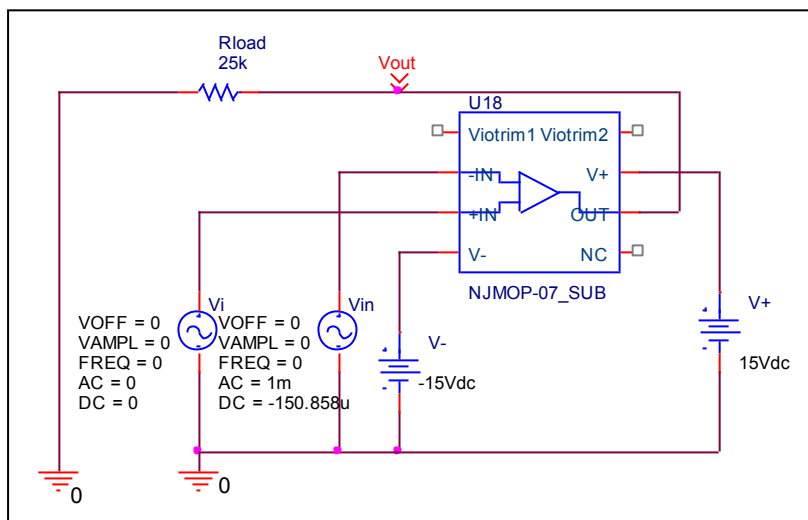 Rload
25k
Vout
U18
Viotrim1 Viotrim2
-IN
V+
+IN
OUT
V-
NC
NJMOP-07_SUB
Vi
VOFF = 0
VAMPL = 0
FREQ = 0
AC = 0
DC = 0
Vin
VOFF = 0
VAMPL = 0
FREQ = 0
AC = 1m
DC = -150.858u
V-
-15Vdc
V+
15Vdc
0
0